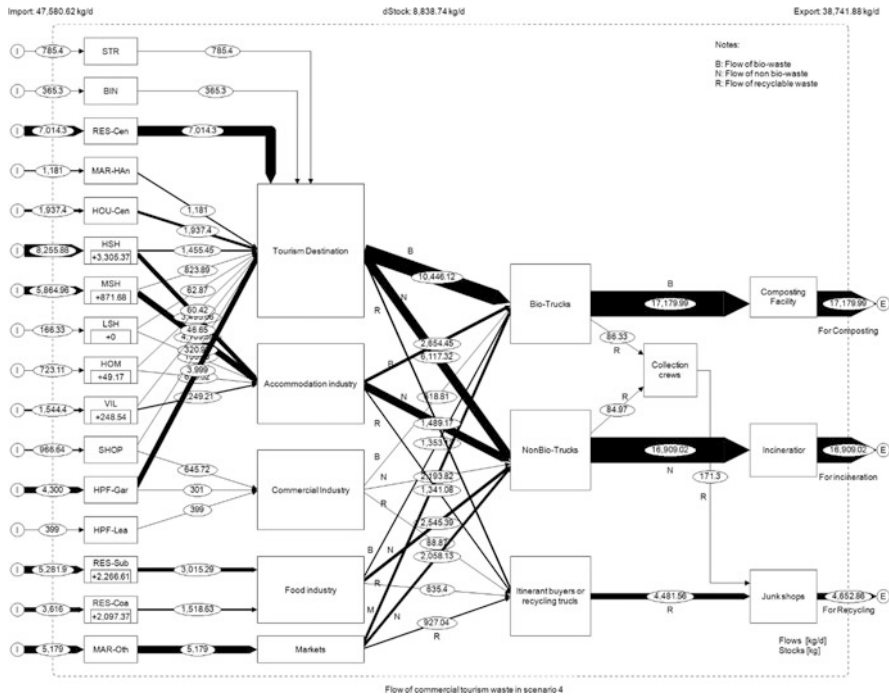 Import: 47,580.62 kg/d
dStock: 8,838.74 kg/d
Export: 38,741.88 kg/d
Notes:
B: Flow of bio-waste
N: Flow of non bio-waste
R: Flow of recyclable waste
I 785.4 STR 785.4
I 365.3 BIN 365.3
I 7,014.3 RES-Cen 7,014.3
I 1,181 MAR-HAn 1,181
I 1,937.4 HOU-Cen 1,937.4
I 8,255.88 HSH 1,455.45
+3,305.37
I 5,864.96 MSH 823.89
+871.68
62.87
60.42
I 166.33 LSH 46.65
+0
I 723.11 HOM
+49.17
3,999
I 1,544.4 VIL 249.21
+248.54
I 966.64 SHOP 645.72
I 4,300 HPF-Gar 301
I 399 HPF-Lea 399
I 5,281.9 RES-Sub 3,015.29
+2,266.61
I 3,616 RES-Coa 1,518.63
+2,097.37
I 5,179 MAR-Oth 5,179
Tourism Destination
Accommodation industry
Commercial Industry
Food industry
Markets
B
10,446.12
N
R
2,654.45
B
6,117.32
N
618.81
R
1,489.17
B
N
2,193.82
R
1,341.08
2,545.39
B
N
2,058.13
R
635.4
M
N
927.04
R
Bio-Trucks
NonBio-Trucks
Itinerant buyers or
recycling trucls
B
17,179.99
86.33
R
Collection
crews
R
84.97
16,909.02
N
171.3
R
4,481.56
R
Composting
Facility
17,179.99 E
For Composting
Incineratior
16,909.02 E
For incineration
Junk shops
4,652.86 E
For Recycling
Flows [kg/d]
Stocks [kg]
Flow of commercial tourism waste in scenario 4